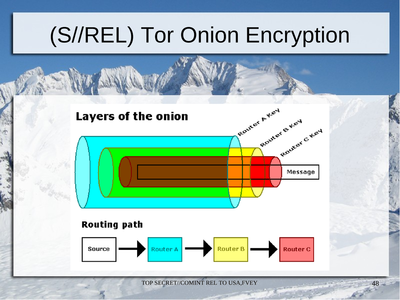 (S//REL) Tor Onion Encryption
Layers of the onion
Router A Key
Router B Key
Router C Key
Message
Routing path
Source
Router A
Router B
Router C
TOP SECRET//COMINT REL TO USA,FVEY
48